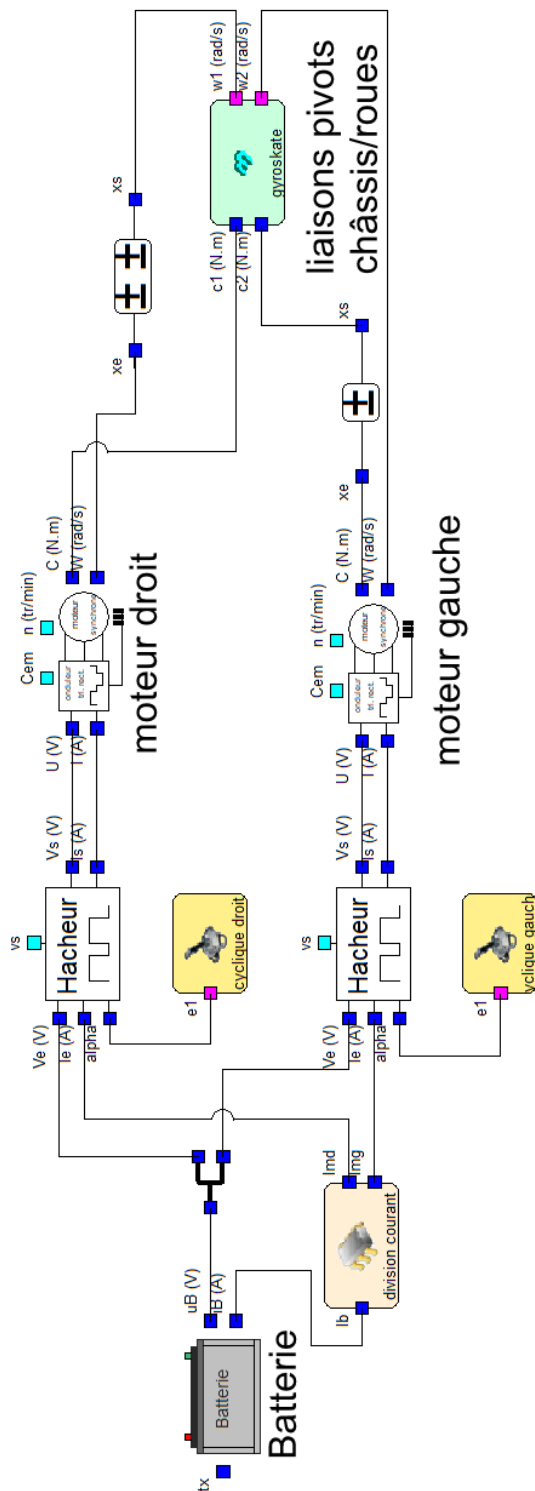 tx
Batterie
Batterie
uB (V)
iB (A)
Ib
division courant
Imd
Img
Ve (V)
Ie (A)
alpha
vs
Hacheur
Vs (V)
Is (A)
e1
cyclique droit
U (V)
I (A)
Cem
n (tr/min)
onduleur
tri. rect.
moteur
synchrone
C (N.m)
W (rad/s)
moteur droit
xe
± ±
xs
c1 (N.m)
c2 (N.m)
w1 (rad/s)
w2 (rad/s)
gyroskate
liaisons pivots
châssis/roues
Ve (V)
Ie (A)
alpha
vs
Hacheur
Vs (V)
Is (A)
e1
yclique gauch
U (V)
I (A)
Cem
n (tr/min)
onduleur
tri. rect.
moteur
synchrone
C (N.m)
W (rad/s)
moteur gauche
xe
±
xs